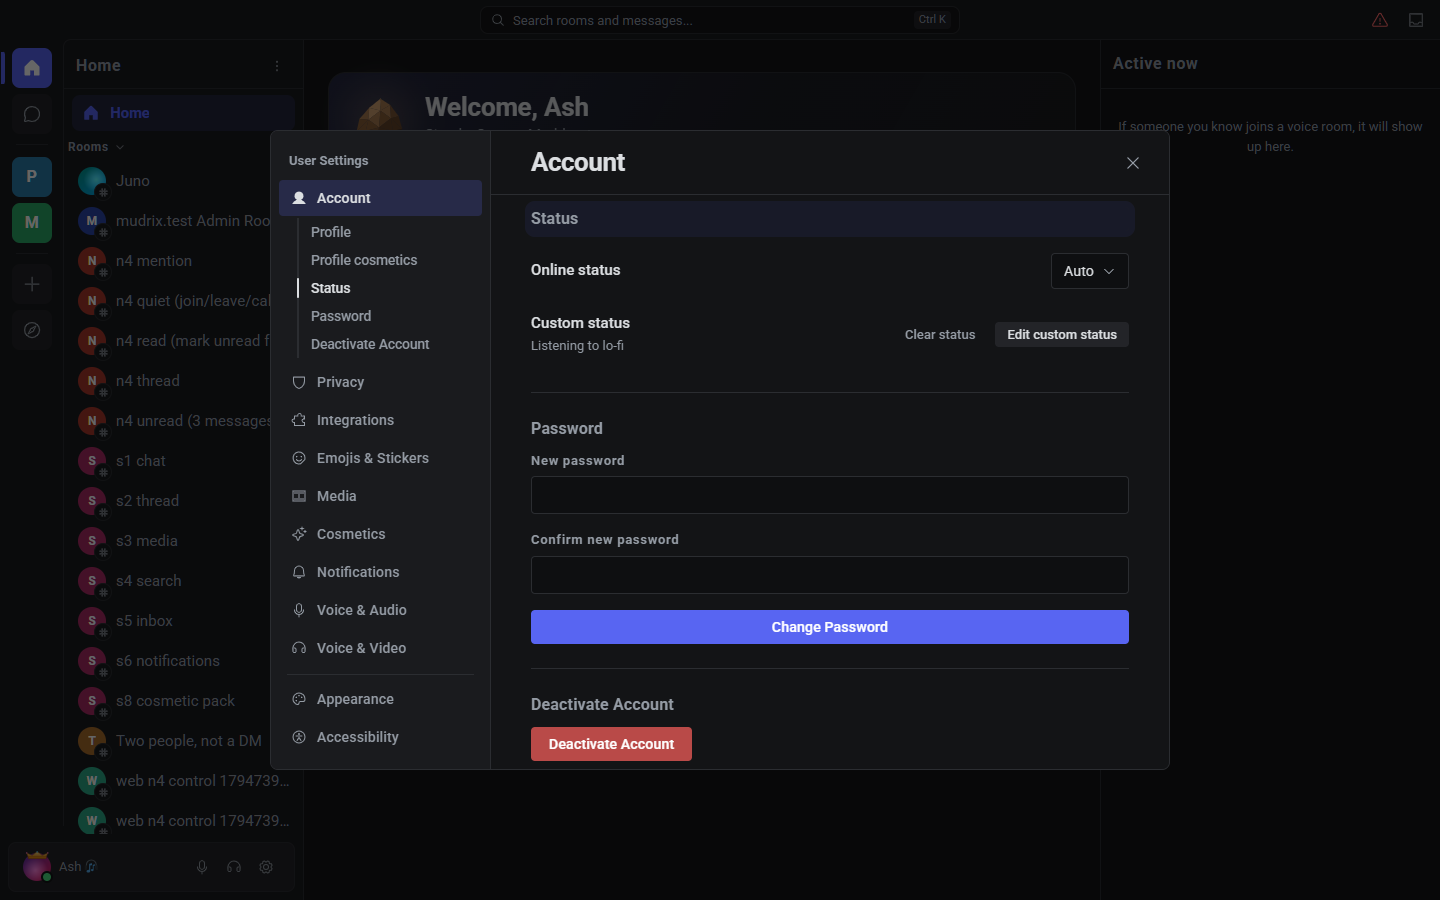 Search rooms and messages...
Ctrl K
Home
Active now
Home
Welcome, Ash
If someone you know joins a voice room, it will show
up here.
Rooms
Juno
M
mudrix.test Admin Roo
N
n4 mention
N
n4 quiet (join/leave/cal
N
n4 read (mark unread f
N
n4 thread
N
n4 unread (3 messages
S
s1 chat
S
s2 thread
S
s3 media
S
s4 search
S
s5 inbox
S
s6 notifications
S
s8 cosmetic pack
T
Two people, not a DM
W
web n4 control 1794739...
W
web n4 control 1794739...
P
M
Ash
User Settings
Account
Profile
Profile cosmetics
Status
Password
Deactivate Account
Privacy
Integrations
Emojis & Stickers
Media
Cosmetics
Notifications
Voice & Audio
Voice & Video
Appearance
Accessibility
Account
Status
Online status
Auto
Custom status
Listening to lo-fi
Clear status
Edit custom status
Password
New password
Confirm new password
Change Password
Deactivate Account
Deactivate Account